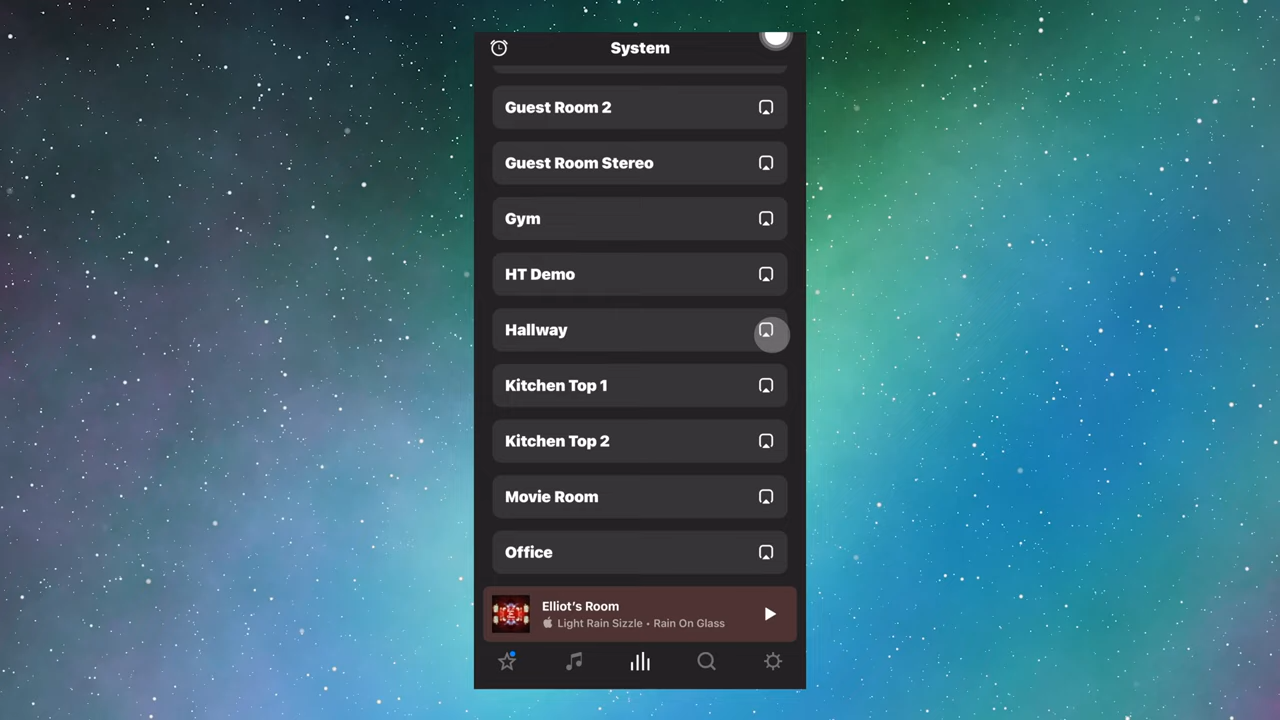 System
Guest Room 2
Guest Room Stereo
Gym
HT Demo
Hallway
Kitchen Top 1
Kitchen Top 2
Movie Room
Office
Elliot's Room
Light Rain Sizzle • Rain On Glass